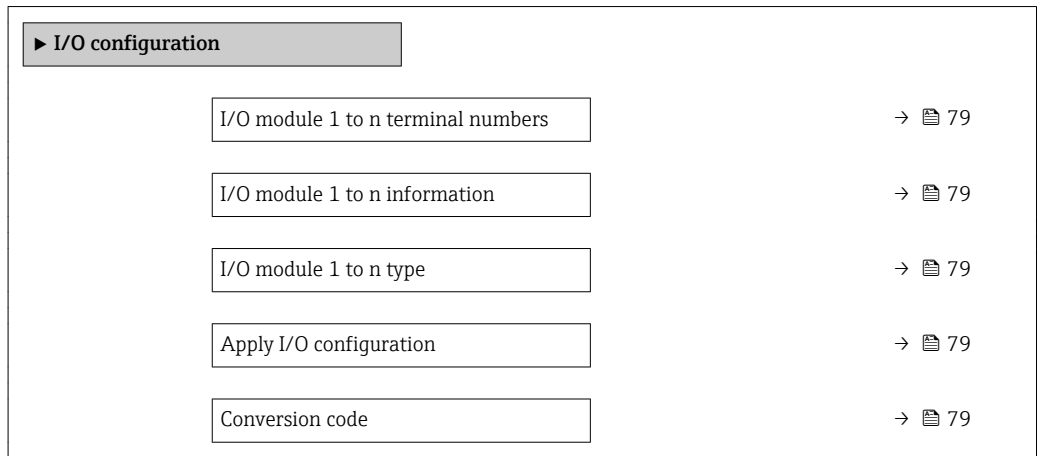 ► I/O configuration
I/O module 1 to n terminal numbers → 79
I/O module 1 to n information → 79
I/O module 1 to n type → 79
Apply I/O configuration → 79
Conversion code → 79